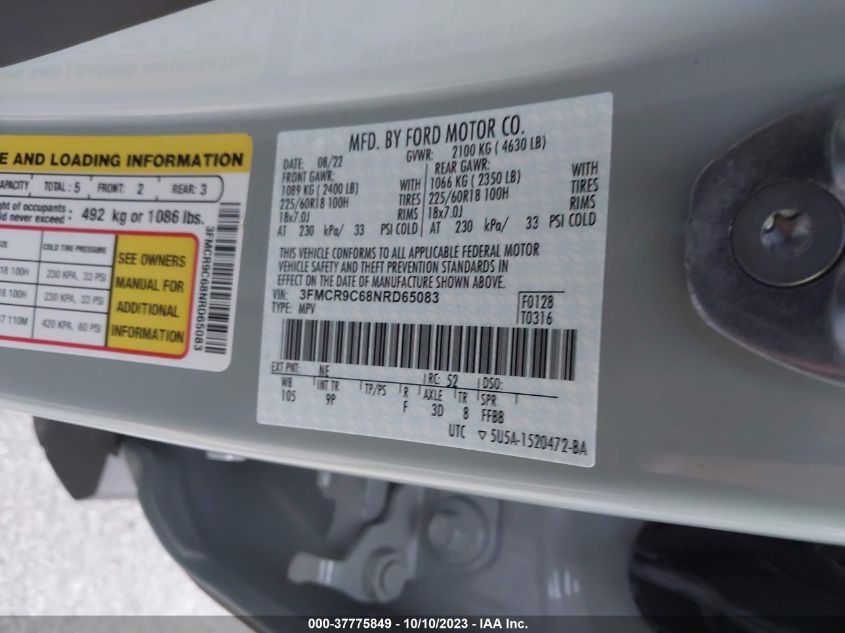 E AND LOADING INFORMATION
CAPACITY TOTAL: 5 FRONT: 2 REAR: 3
ght of occupants
ld never exceed: 492 kg or 1086 lbs.
ZE COLD TIRE PRESSURE
18 100H 230 KPA, 33 PSI
18 100H 230 KPA, 33 PSI
17 110M 420 KPA, 60 PSI
SEE OWNERS
MANUAL FOR
ADDITIONAL
INFORMATION
3FMCR9C68NRD65083
MFD. BY FORD MOTOR CO.
DATE: 08/22 GVWR: 2100 KG ( 4630 LB)
FRONT GAWR: REAR GAWR:
1089 KG ( 2400 LB) WITH 1066 KG ( 2350 LB) WITH
225/60R18 100H TIRES 225/60R18 100H TIRES
18x7.0J RIMS 18x7.0J RIMS
AT 230 kPa/ 33 PSI COLD AT 230 kPa/ 33 PSI COLD
THIS VEHICLE CONFORMS TO ALL APPLICABLE FEDERAL MOTOR
VEHICLE SAFETY AND THEFT PREVENTION STANDARDS IN
EFFECT ON THE DATE OF MANUFACTURE SHOWN ABOVE.
VIN: 3FMCR9C68NRD65083 F0128
TYPE: MPV T0316
EXT PNT: NE RC: 52 DSO:
WB INT TR TP/PS R AXLE TR SPR
105 9P F 3D 8 FFBB
UTC ▽ 5U5A-1520472-BA
000-37775849 - 10/10/2023 - IAA Inc.